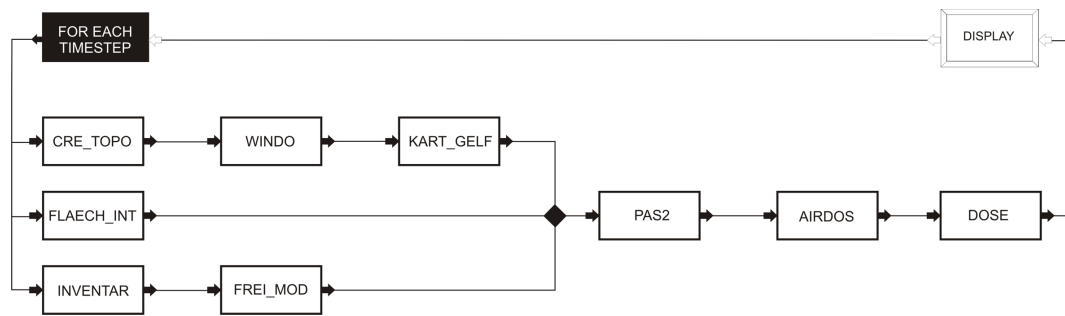 FOR EACH
TIMESTEP
DISPLAY
CRE_TOPO
WINDO
KART_GELF
FLAECH_INT
PAS2
AIRDOS
DOSE
INVENTAR
FREI_MOD